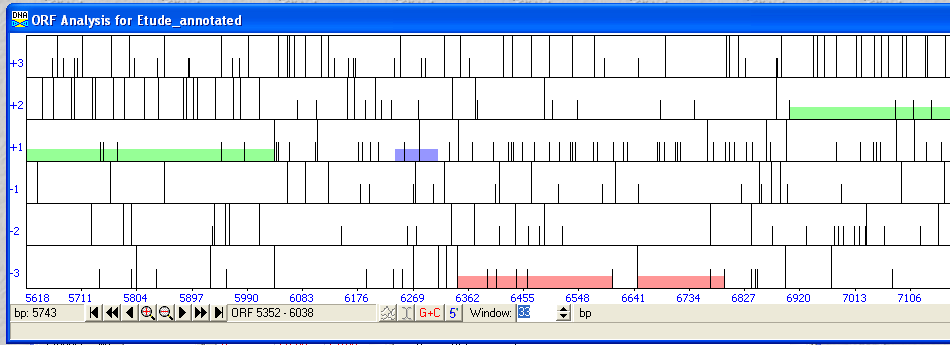 DNA ORF Analysis for Etude_annotated
+3
+2
+1
-1
-2
-3
5618 5711 5804 5897 5990 6083 6176 6269 6362 6455 6548 6641 6734 6827 6920 7013 7106
bp: 5743 ORF 5352 - 6038 G+C 5' Window: 33 bp